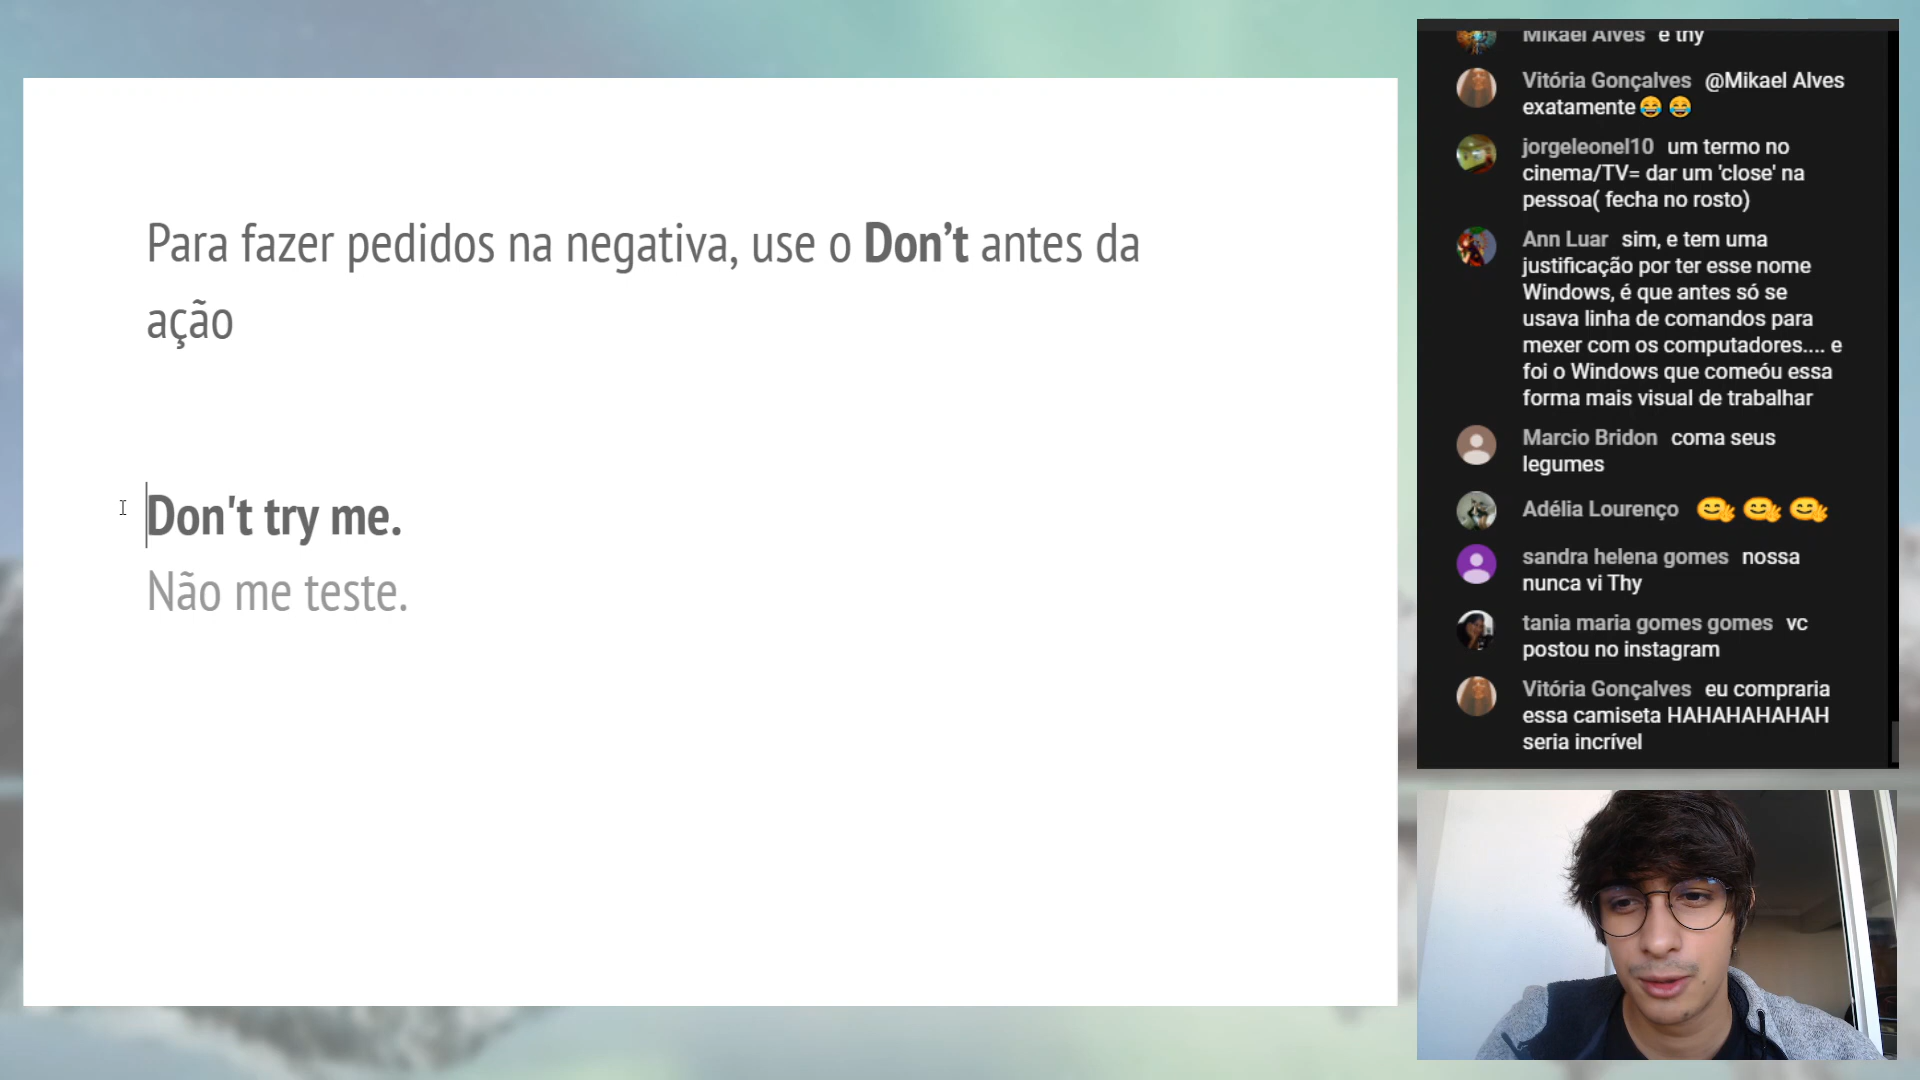 Para fazer pedidos na negativa, use o Don’t antes da
ação
Don't try me.
Não me teste.
Mikael Alves e thy
Vitória Gonçalves @Mikael Alves
exatamente😂 😂
jorgeleonel10 um termo no
cinema/TV= dar um 'close' na
pessoa( fecha no rosto)
Ann Luar sim, e tem uma
justificação por ter esse nome
Windows, é que antes só se
usava linha de comandos para
mexer com os computadores.... e
foi o Windows que comeóu essa
forma mais visual de trabalhar
Marcio Bridon coma seus
legumes
Adélia Lourenço
sandra helena gomes nossa
nunca vi Thy
tania maria gomes gomes vc
postou no instagram
Vitória Gonçalves eu compraria
essa camiseta HAHAHAHAHAH
seria incrível